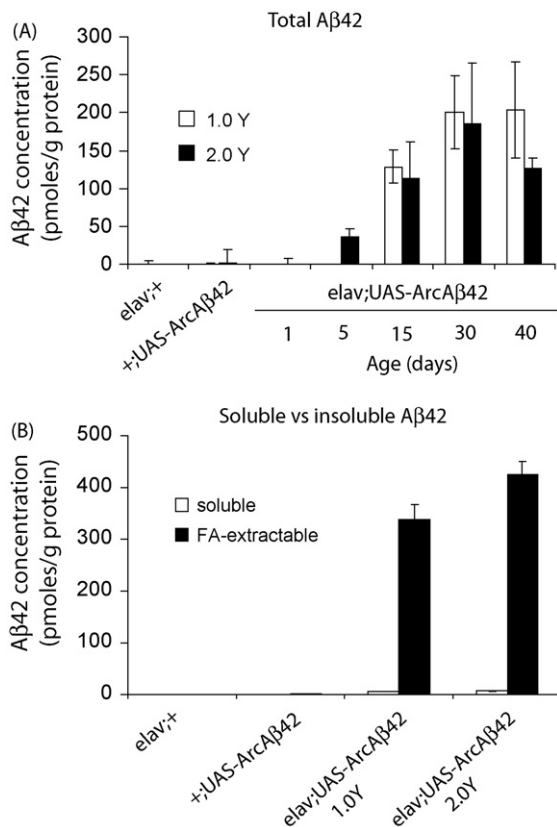 (A)
Total Aβ42
Aβ42 concentration
(pmoles/g protein)
300
250
200
150
100
50
0
1.0 Y
2.0 Y
elav;+
+;UAS-ArcAβ42
elav;UAS-ArcAβ42
1 5 15 30 40
Age (days)
(B)
Soluble vs insoluble Aβ42
Aβ42 concentration
(pmoles/g protein)
500
400
300
200
100
0
soluble
FA-extractable
elav;+
+;UAS-ArcAβ42
elav;UAS-ArcAβ42
1.0Y
elav;UAS-ArcAβ42
2.0Y